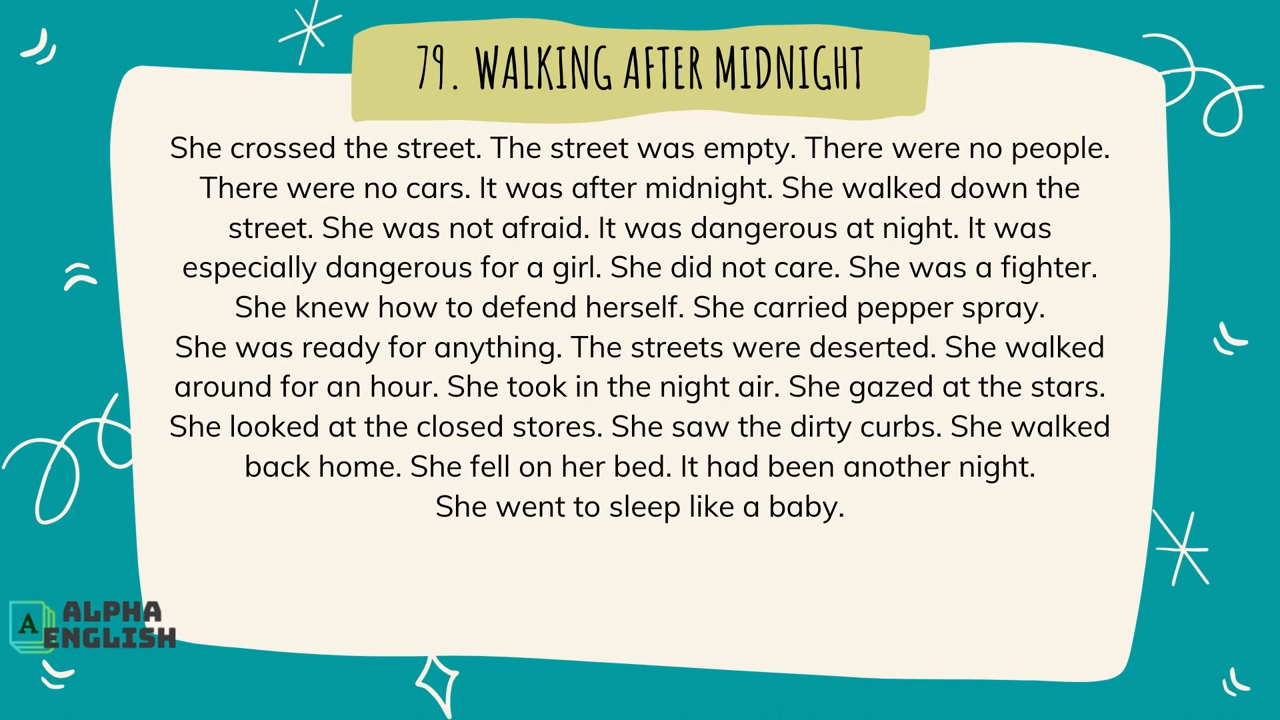 79. WALKING AFTER MIDNIGHT
She crossed the street. The street was empty. There were no people.
There were no cars. It was after midnight. She walked down the
street. She was not afraid. It was dangerous at night. It was
especially dangerous for a girl. She did not care. She was a fighter.
She knew how to defend herself. She carried pepper spray.
She was ready for anything. The streets were deserted. She walked
around for an hour. She took in the night air. She gazed at the stars.
She looked at the closed stores. She saw the dirty curbs. She walked
back home. She fell on her bed. It had been another night.
She went to sleep like a baby.
A
ALPHA
ENGLISH